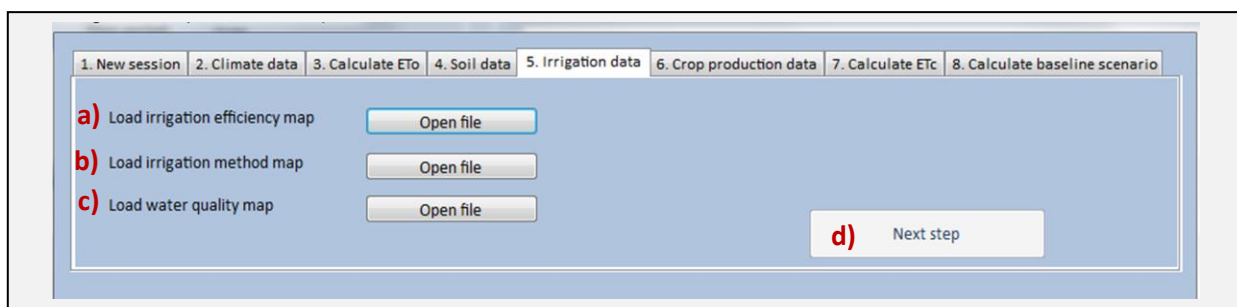 1. New session 2. Climate data 3. Calculate ETo 4. Soil data 5. Irrigation data 6. Crop production data 7. Calculate ETc 8. Calculate baseline scenario
a) Load irrigation efficiency map Open file
b) Load irrigation method map Open file
c) Load water quality map Open file
d) Next step